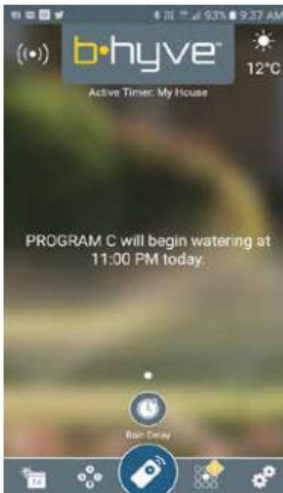 93% 9:37 AM
b•hyve™
12°C
Active Timer: My House
PROGRAM C will begin watering at
11:00 PM today.
Rain Delay